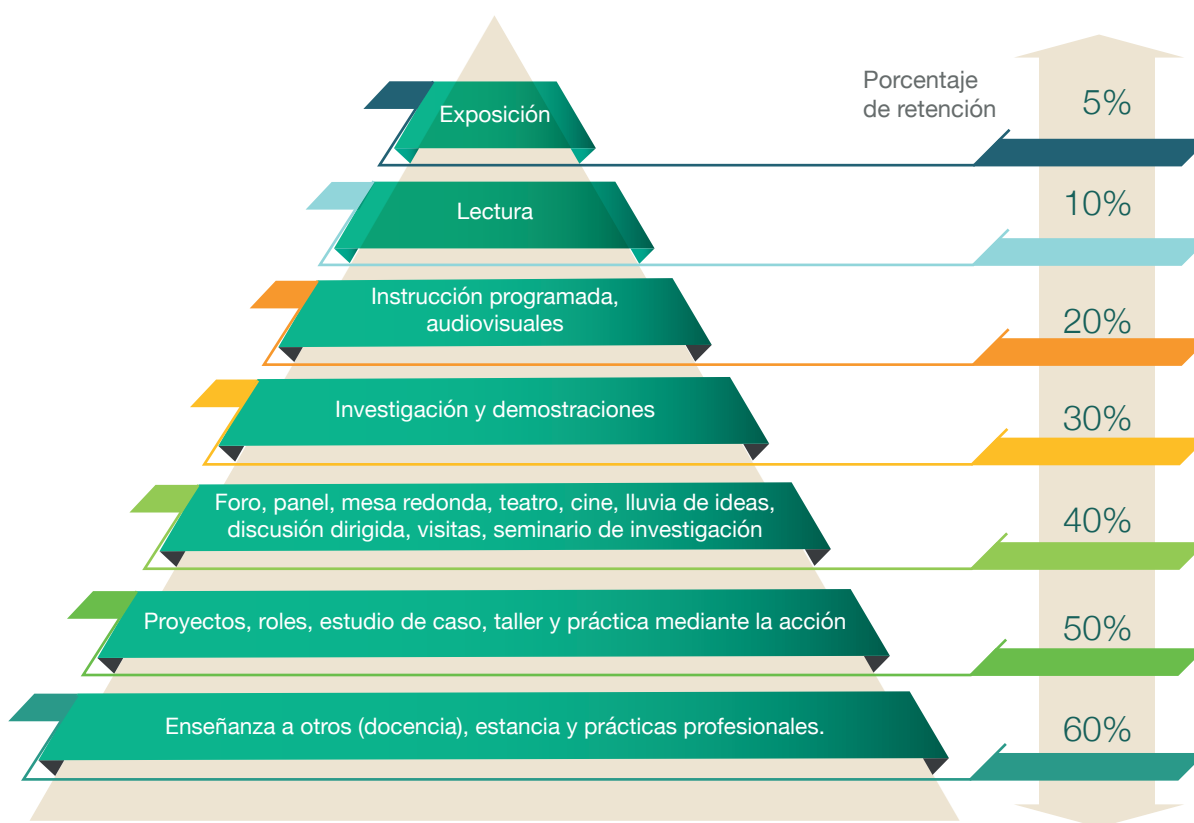 Porcentaje
de retención
Exposición
5%
Lectura
10%
Instrucción programada,
audiovisuales
20%
Investigación y demostraciones
30%
Foro, panel, mesa redonda, teatro, cine, lluvia de ideas,
discusión dirigida, visitas, seminario de investigación
40%
Proyectos, roles, estudio de caso, taller y práctica mediante la acción
50%
Enseñanza a otros (docencia), estancia y prácticas profesionales.
60%